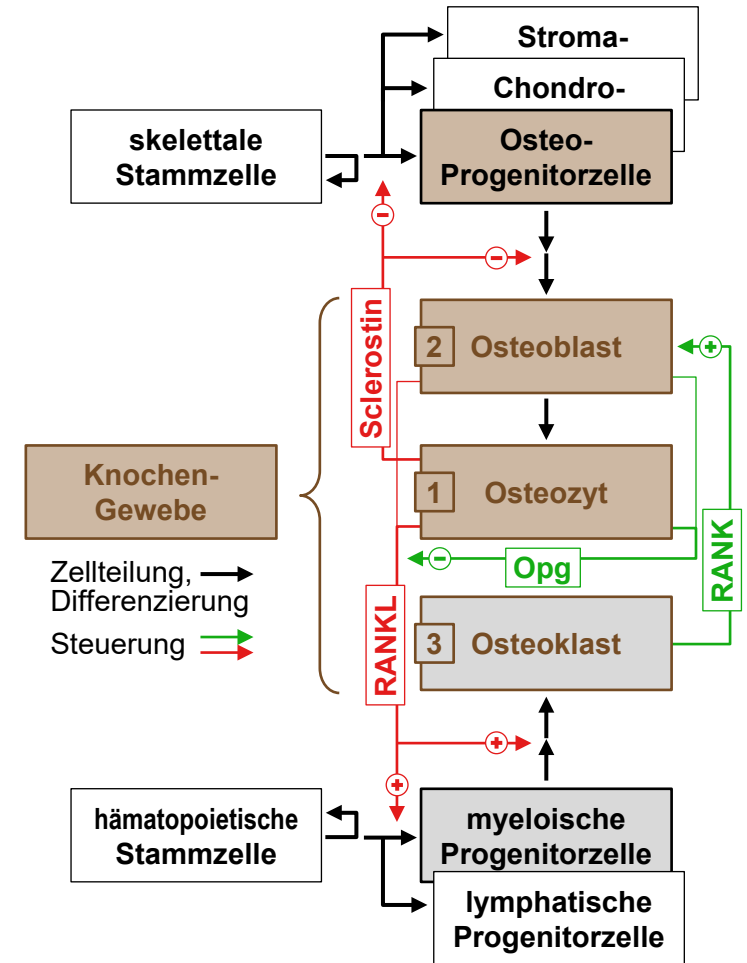 Stroma-
Chondro-
skelettale
Stammzelle
Osteo-
Progenitorzelle
−
−
Sclerostin
2
Osteoblast
+
Knochen-
Gewebe
1
Osteozyt
RANK
−
Opg
Zellteilung,
Differenzierung
Steuerung
RANKL
3
Osteoklast
+
+
hämatopoietische
Stammzelle
myeloische
Progenitorzelle
lymphatische
Progenitorzelle